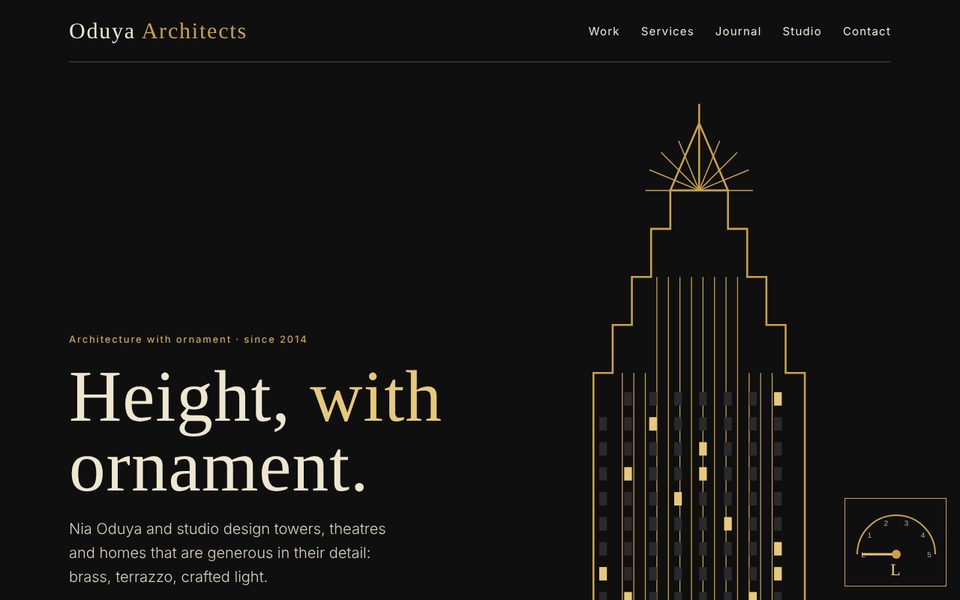 Oduya Architects
Work Services Journal Studio Contact
Architecture with ornament · since 2014
Height, with
ornament.
Nia Oduya and studio design towers, theatres
and homes that are generous in their detail:
brass, terrazzo, crafted light.
1 2 3 4 5
L